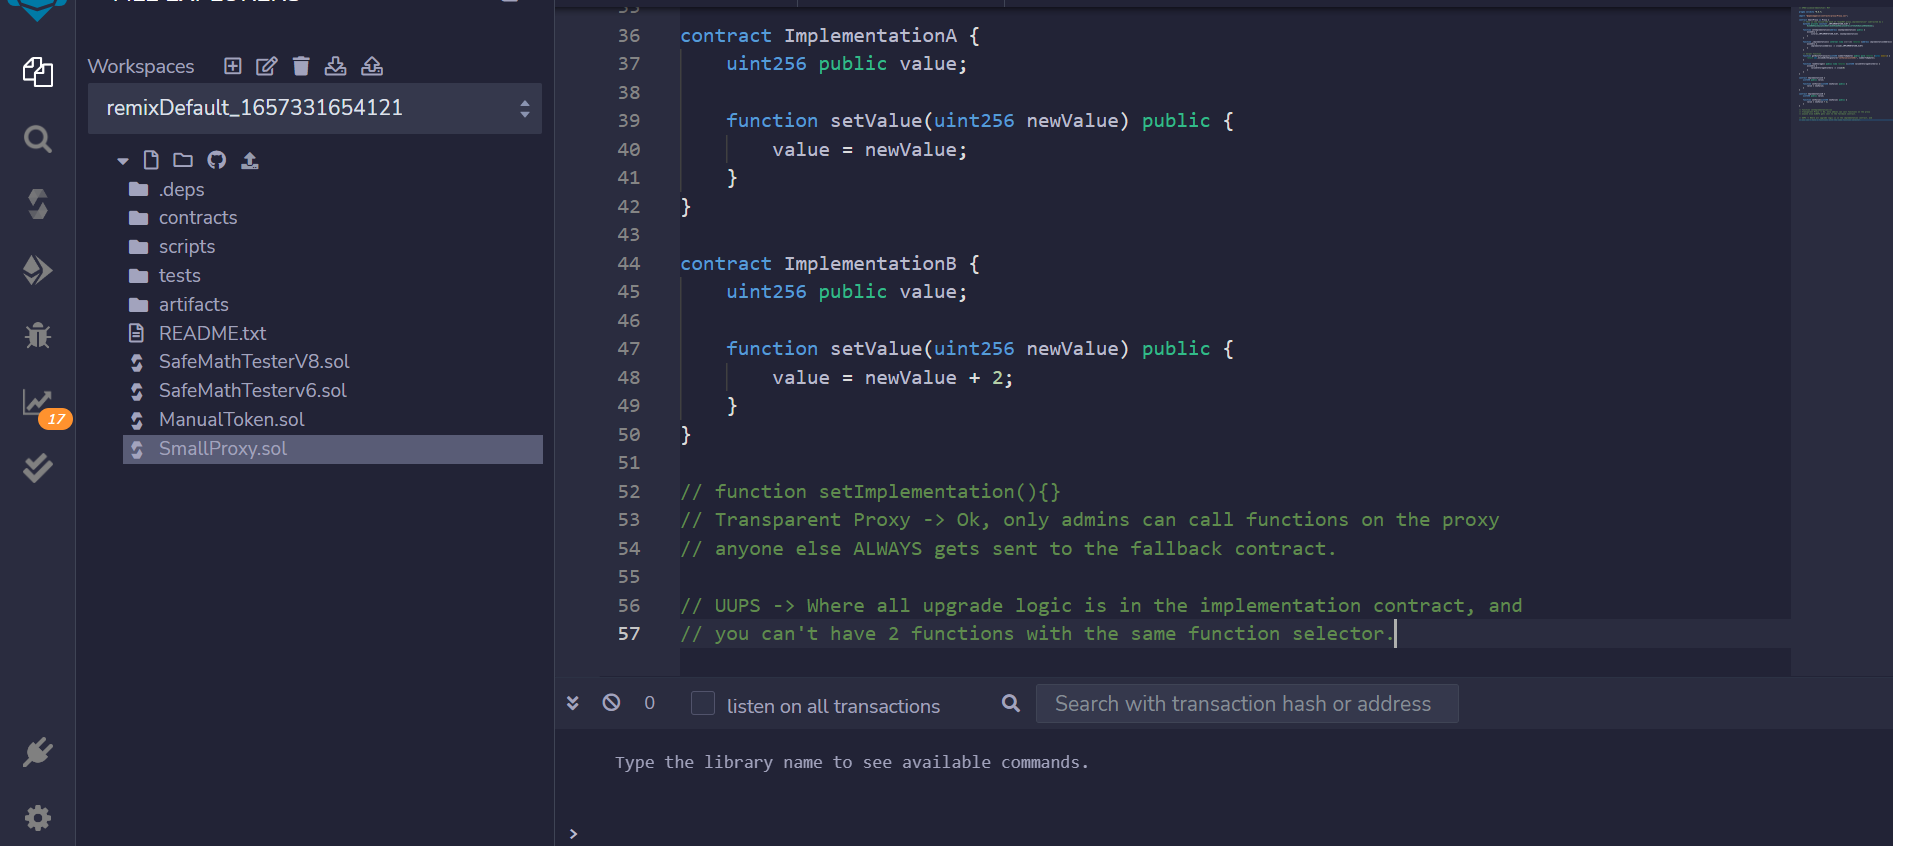 Workspaces
remixDefault_1657331654121
.deps
contracts
scripts
tests
artifacts
README.txt
SafeMathTesterV8.sol
SafeMathTesterv6.sol
ManualToken.sol
SmallProxy.sol
17
35
36 contract ImplementationA {
37 uint256 public value;
38
39 function setValue(uint256 newValue) public {
40 value = newValue;
41 }
42 }
43
44 contract ImplementationB {
45 uint256 public value;
46
47 function setValue(uint256 newValue) public {
48 value = newValue + 2;
49 }
50 }
51
52 // function setImplementation(){}
53 // Transparent Proxy -> Ok, only admins can call functions on the proxy
54 // anyone else ALWAYS gets sent to the fallback contract.
55
56 // UUPS -> Where all upgrade logic is in the implementation contract, and
57 // you can't have 2 functions with the same function selector.
0 listen on all transactions Search with transaction hash or address
Type the library name to see available commands.
>